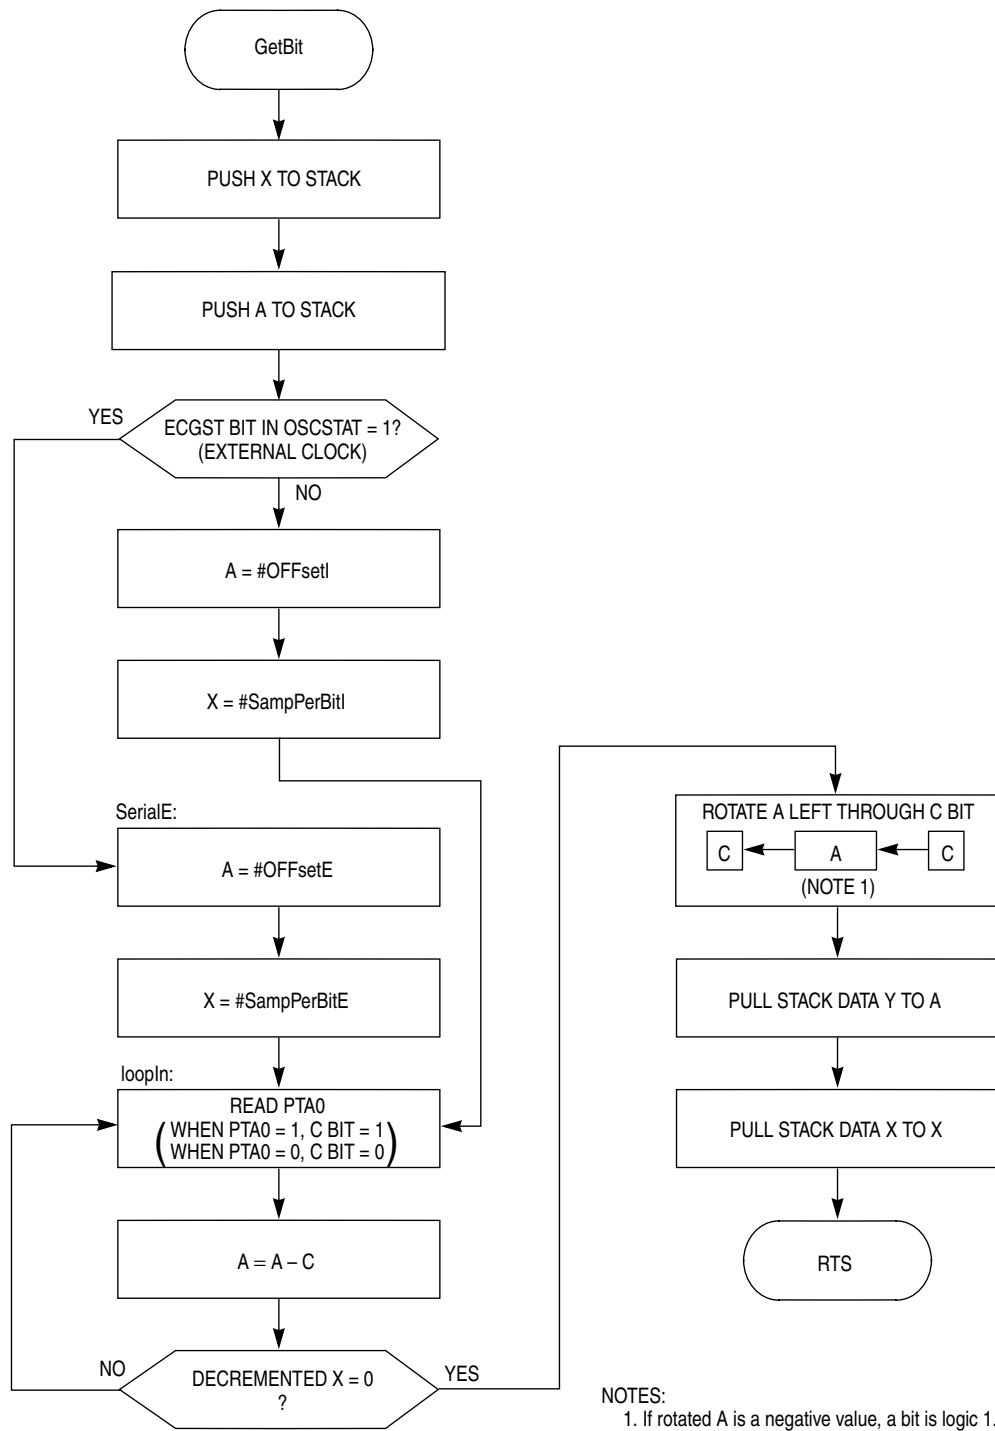 GetBit
PUSH X TO STACK
PUSH A TO STACK
YES
ECGST BIT IN OSCSTAT = 1?
(EXTERNAL CLOCK)
NO
A = #OFFsetI
X = #SampPerBitI
SerialE:
A = #OFFsetE
X = #SampPerBitE
loopIn:
READ PTA0
(WHEN PTA0 = 1, C BIT = 1
WHEN PTA0 = 0, C BIT = 0)
A = A – C
NO
DECREMENTED X = 0
?
YES
ROTATE A LEFT THROUGH C BIT
C A C
(NOTE 1)
PULL STACK DATA Y TO A
PULL STACK DATA X TO X
RTS
NOTES:
1. If rotated A is a negative value, a bit is logic 1.